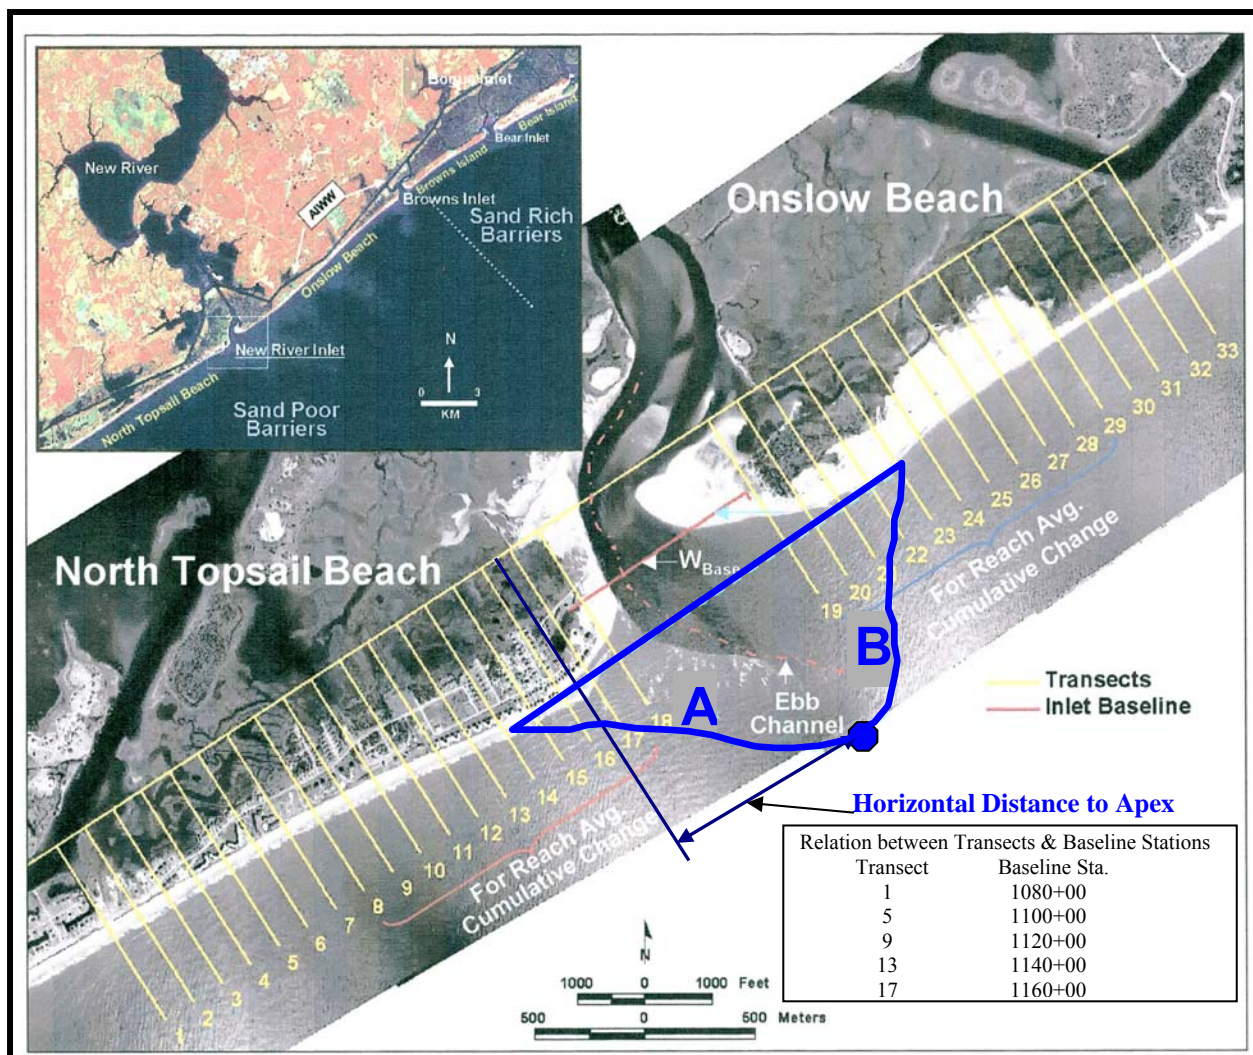 Bogue Inlet
Bear Island
Bear Inlet
New River
AIWW
Browns Island
Browns Inlet
Sand Rich
Barriers
Onslow Beach
New River Inlet
N
0 3
KM
North Topsail Beach
Sand Poor
Barriers
Onslow Beach
North Topsail Beach
W Base
33
32
31
30
29
28
27
26
25
24
23
22
21
20
19
For Reach Avg.
Cumulative Change
B
A
Ebb
Channel
Transects
Inlet Baseline
18
17
16
15
14
13
12
11
10
9
8
7
6
5
4
3
2
1
For Reach Avg.
Cumulative Change
Horizontal Distance to Apex
Relation between Transects & Baseline Stations
Transect Baseline Sta.
1 1080+00
5 1100+00
9 1120+00
13 1140+00
17 1160+00
N
1000 0 1000 Feet
500 0 500 Meters